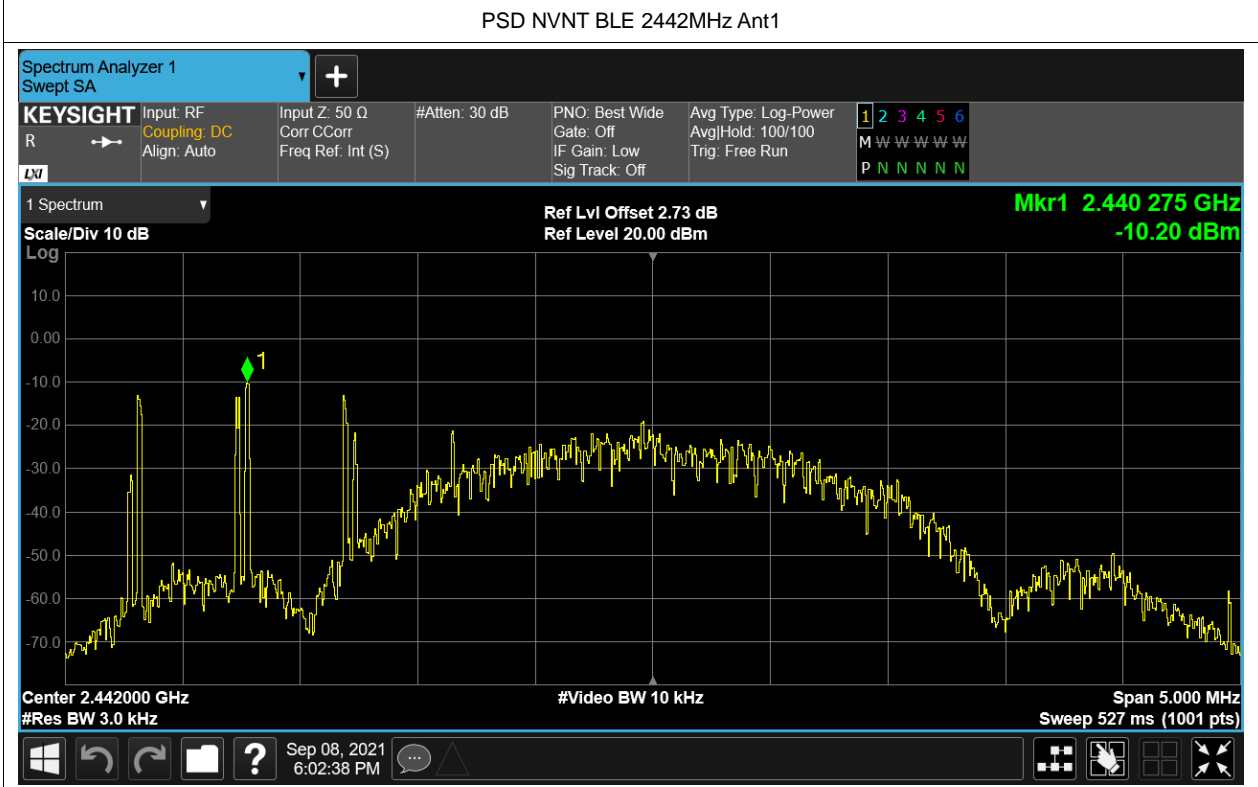 PSD NVNT BLE 2442MHz Ant1
Spectrum Analyzer 1
Swept SA
KEYSIGHT
R
LXI
Input: RF
Coupling: DC
Align: Auto
Input Z: 50 Ω
Corr CCorr
Freq Ref: Int (S)
#Atten: 30 dB
PNO: Best Wide
Gate: Off
IF Gain: Low
Sig Track: Off
Avg Type: Log-Power
Avg|Hold: 100/100
Trig: Free Run
1 2 3 4 5 6
M W W W W W
P N N N N N
1 Spectrum
Scale/Div 10 dB
Log
Ref Lvl Offset 2.73 dB
Ref Level 20.00 dBm
Mkr1 2.440 275 GHz
-10.20 dBm
10.0
0.00
-10.0
-20.0
-30.0
-40.0
-50.0
-60.0
-70.0
1
Center 2.442000 GHz
#Res BW 3.0 kHz
#Video BW 10 kHz
Span 5.000 MHz
Sweep 527 ms (1001 pts)
?
Sep 08, 2021
6:02:38 PM